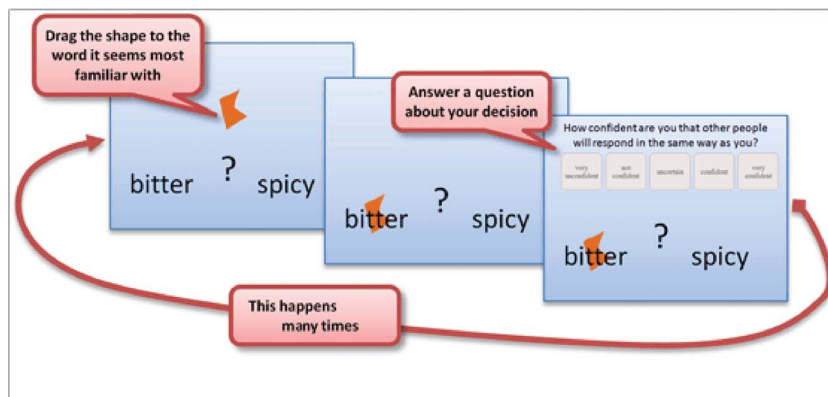 Drag the shape to the
word it seems most
familiar with
?
bitter
spicy
Answer a question
about your decision
?
bitter
spicy
How confident are you that other people
will respond in the same way as you?
very
unconfident
not
confident
uncertain
confident
very
confident
?
bitter
spicy
This happens
many times